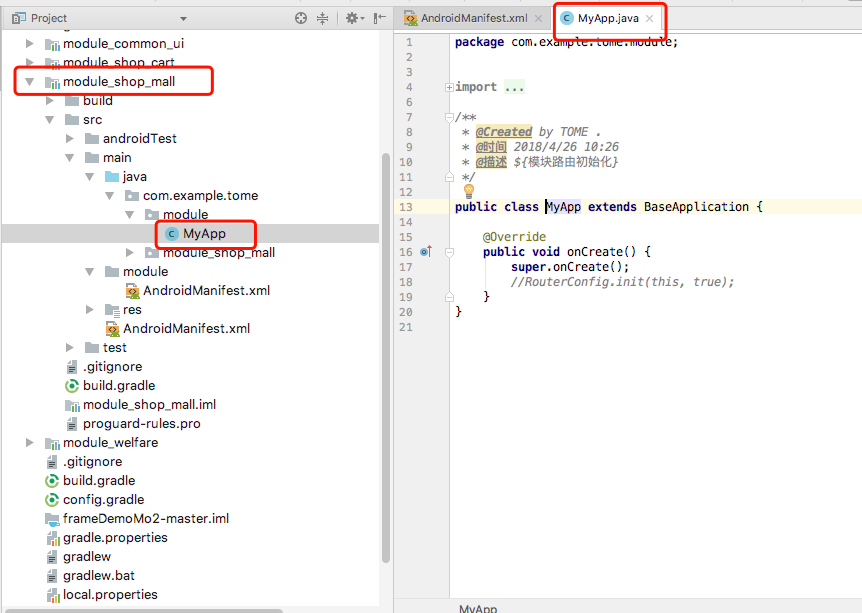 Project
module_common_ui
module_shop_cart
module_shop_mall
build
src
androidTest
main
java
com.example.tome
module
MyApp
module_shop_mall
module
AndroidManifest.xml
res
AndroidManifest.xml
test
.gitignore
build.gradle
module_shop_mall.iml
proguard-rules.pro
module_welfare
.gitignore
build.gradle
config.gradle
frameDemoMo2-master.iml
gradle.properties
gradlew
gradlew.bat
local.properties
AndroidManifest.xml
MyApp.java
1 package com.example.tome.module;
2
3
4 import ...
6
7 /**
8 * @Created by TOME .
9 * @时间 2018/4/26 10:26
10 * @描述 ${模块路由初始化}
11 */
12
13 public class MyApp extends BaseApplication {
14
15 @Override
16 public void onCreate() {
17 super.onCreate();
18 //RouterConfig.init(this, true);
19 }
20 }
21
MyApp